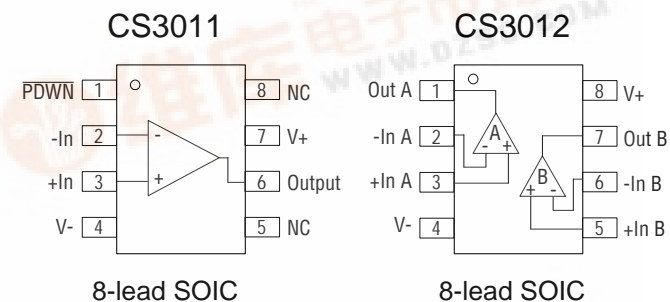 CS3011
CS3012
PDWN 1 8 NC
-In 2 - 7 V+
+In 3 + 6 Output
V- 4 5 NC
8-lead SOIC
Out A 1 8 V+
-In A 2 A - + 7 Out B
+In A 3 B + - 6 -In B
V- 4 5 +In B
8-lead SOIC